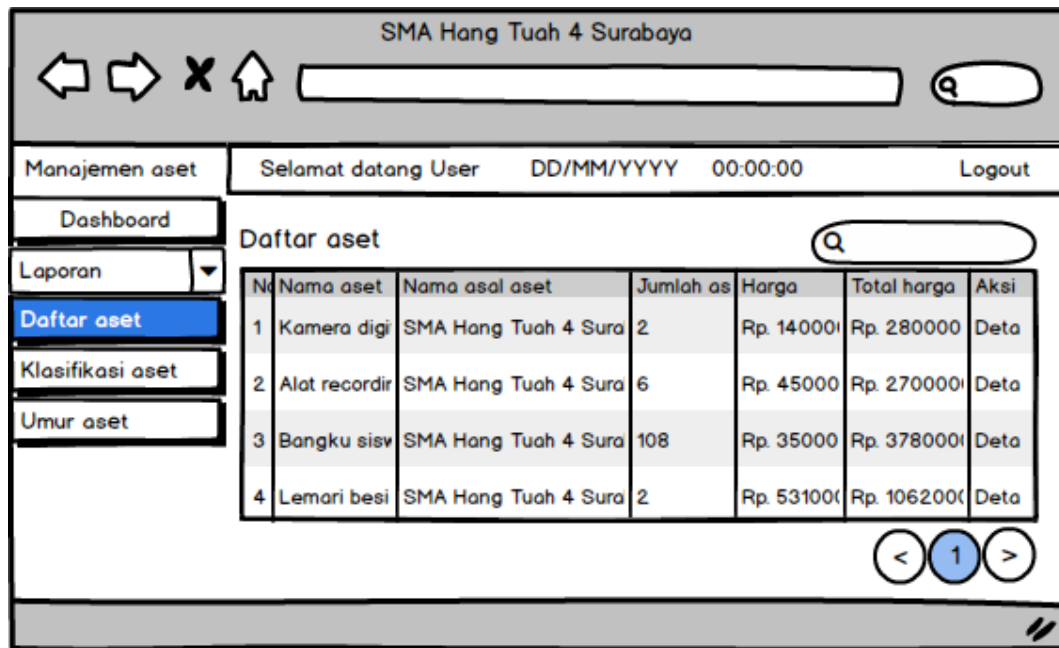 SMA Hang Tuah 4 Surabaya
Manajemen aset Selamat datang User DD/MM/YYYY 00:00:00 Logout
Dashboard
Laporan
Daftar aset
Klasifikasi aset
Umur aset
Daftar aset
No Nama aset Nama asal aset Jumlah as Harga Total harga Aksi
1 Kamera digi SMA Hang Tuah 4 Sura 2 Rp. 14000 Rp. 280000 Deta
2 Alat recordin SMA Hang Tuah 4 Sura 6 Rp. 45000 Rp. 270000 Deta
3 Bangku sisw SMA Hang Tuah 4 Sura 108 Rp. 35000 Rp. 378000 Deta
4 Lemari besi SMA Hang Tuah 4 Sura 2 Rp. 53100 Rp. 106200 Deta
< 1 >